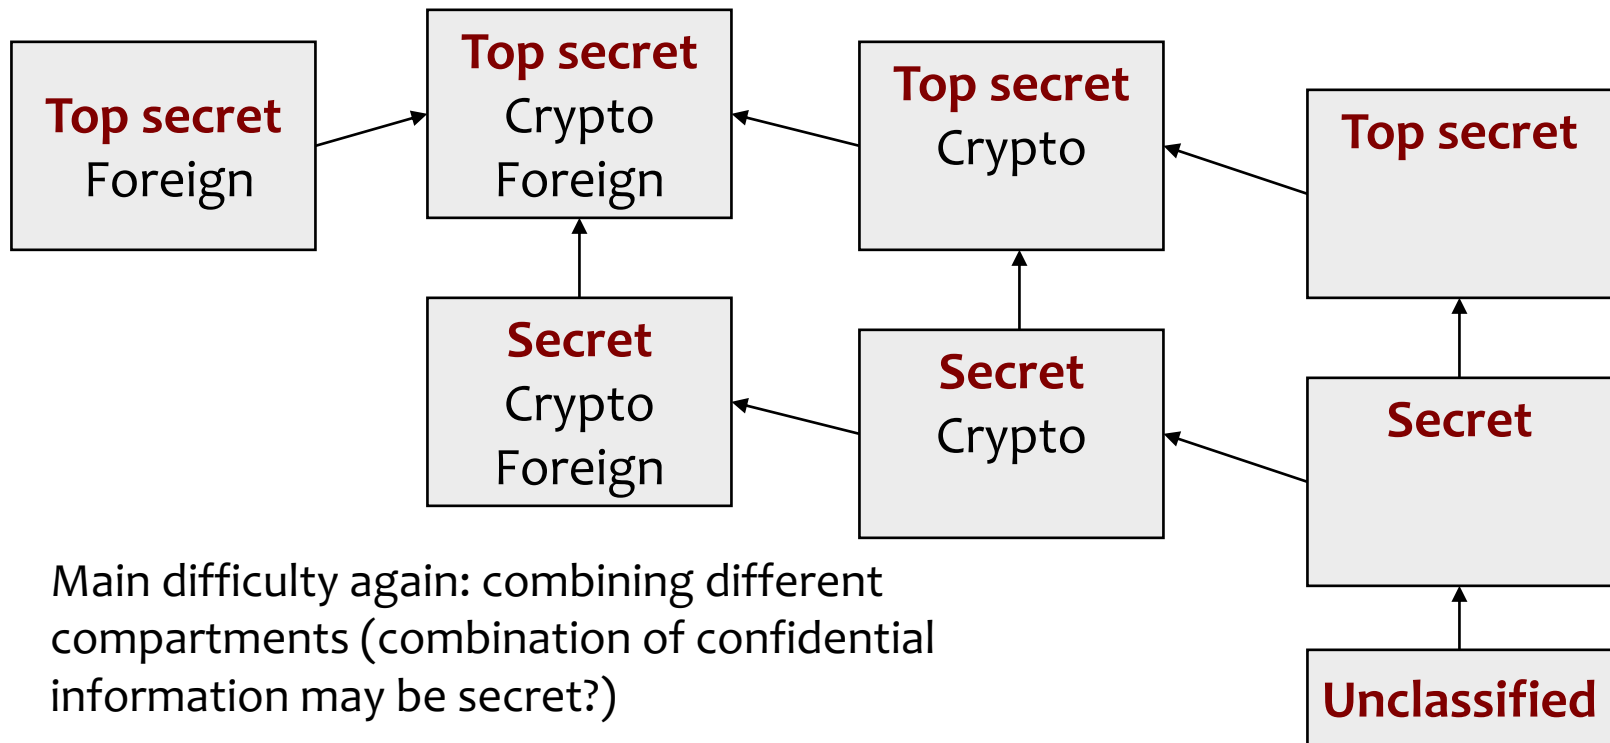 Top secret
Foreign
Top secret
Crypto
Foreign
Top secret
Crypto
Top secret
Secret
Crypto
Foreign
Secret
Crypto
Secret
Main difficulty again: combining different
compartments (combination of confidential
information may be secret?)
Unclassified